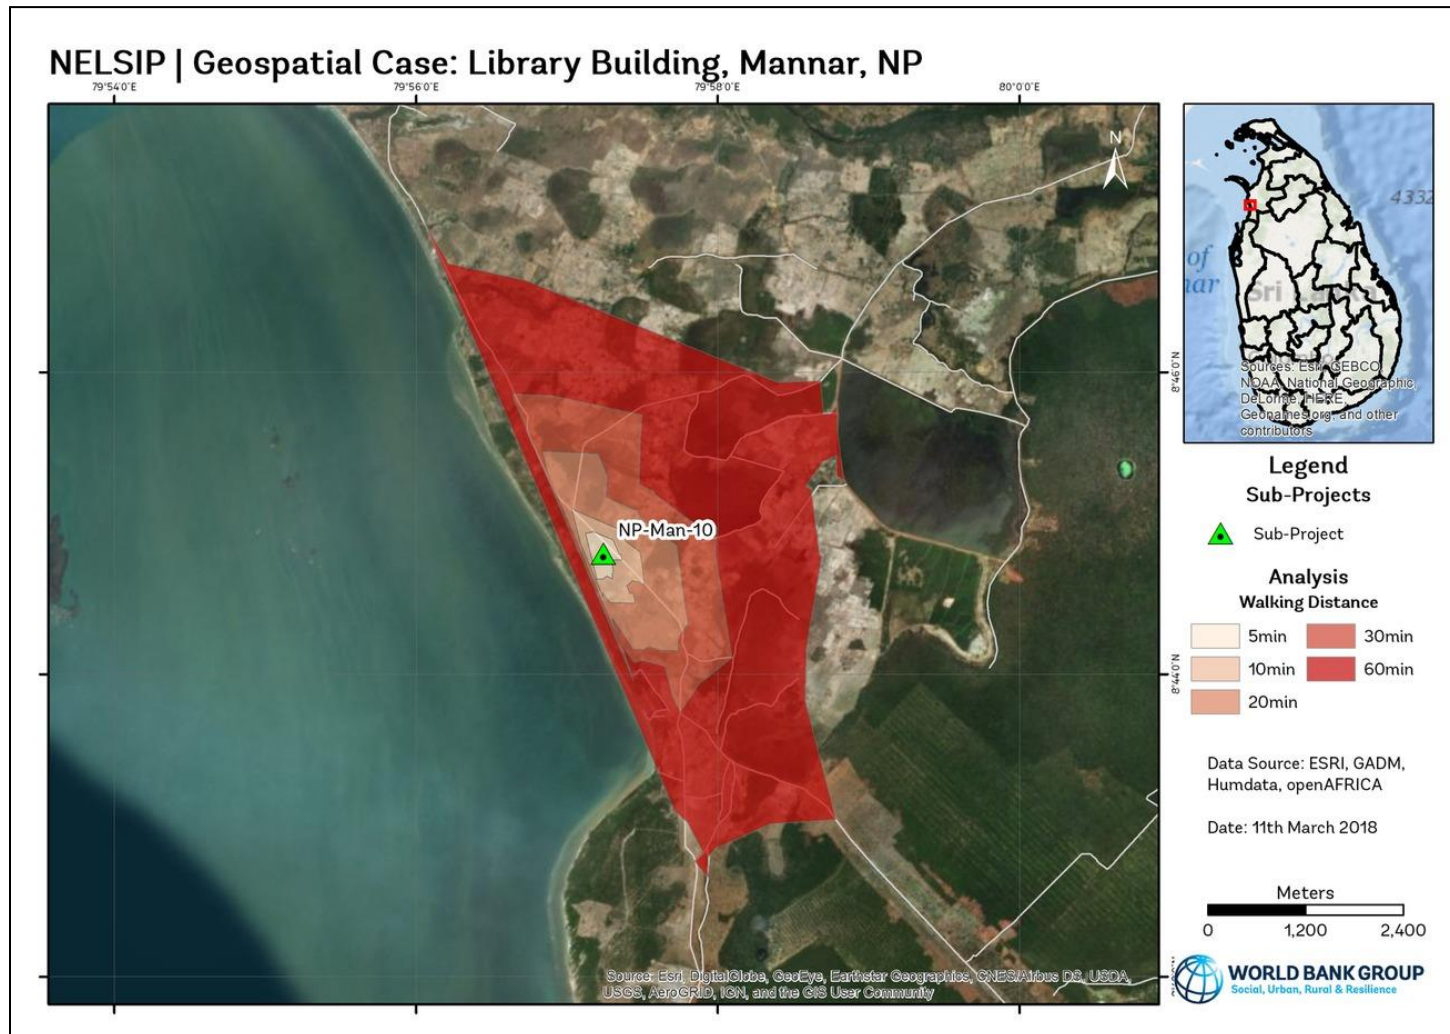 NELSIP | Geospatial Case: Library Building, Mannar, NP
79°54'0"E
79°56'0"E
79°58'0"E
80°0'0"E
N
8°46'0"N
8°44'0"N
NP-Man-10
Source: Esri, DigitalGlobe, GeoEye, Earthstar Geographics, CNES/Airbus DS, USDA,
USGS, AeroGRID, IGN, and the GIS User Community
4332
of
nar
Sri
Sources: Esri, GEBCO,
NOAA, National Geographic,
DeLorme, HERE,
Geonames.org, and other
contributors
Legend
Sub-Projects
Sub-Project
Analysis
Walking Distance
5min
30min
10min
60min
20min
Data Source: ESRI, GADM,
Humdata, openAFRICA
Date: 11th March 2018
Meters
0
1,200
2,400
WORLD BANK GROUP
Social, Urban, Rural & Resilience